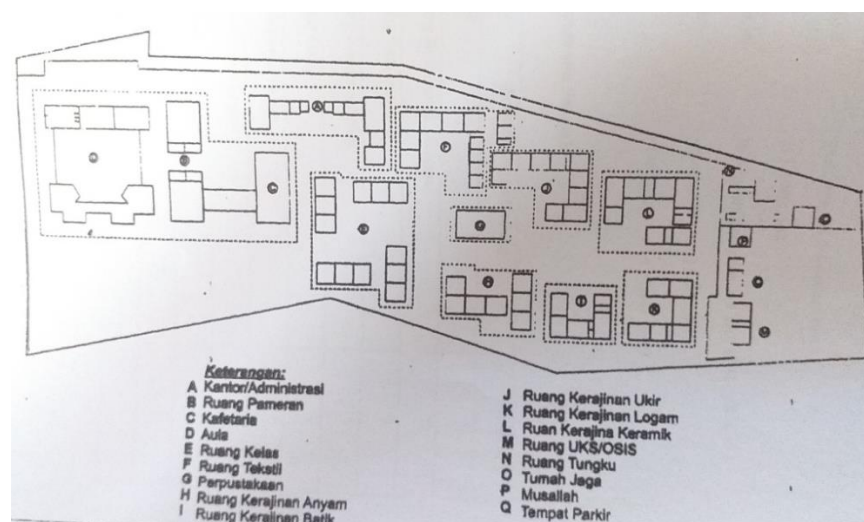 A
F
J
N
L
O
D
B
C
E
G
P
H
I
K
Q
M
Keterangan:
A Kantor/Administrasi
B Ruang Pameran
C Kafetaria
D Aula
E Ruang Kelas
F Ruang Tekstil
G Perpustakaan
H Ruang Kerajinan Anyam
I Ruang Kerajinan Batik
J Ruang Kerajinan Ukir
K Ruang Kerajinan Logam
L Ruan Kerajina Keramik
M Ruang UKS/OSIS
N Ruang Tungku
O Tumah Jaga
P Musallah
Q Tempat Parkir